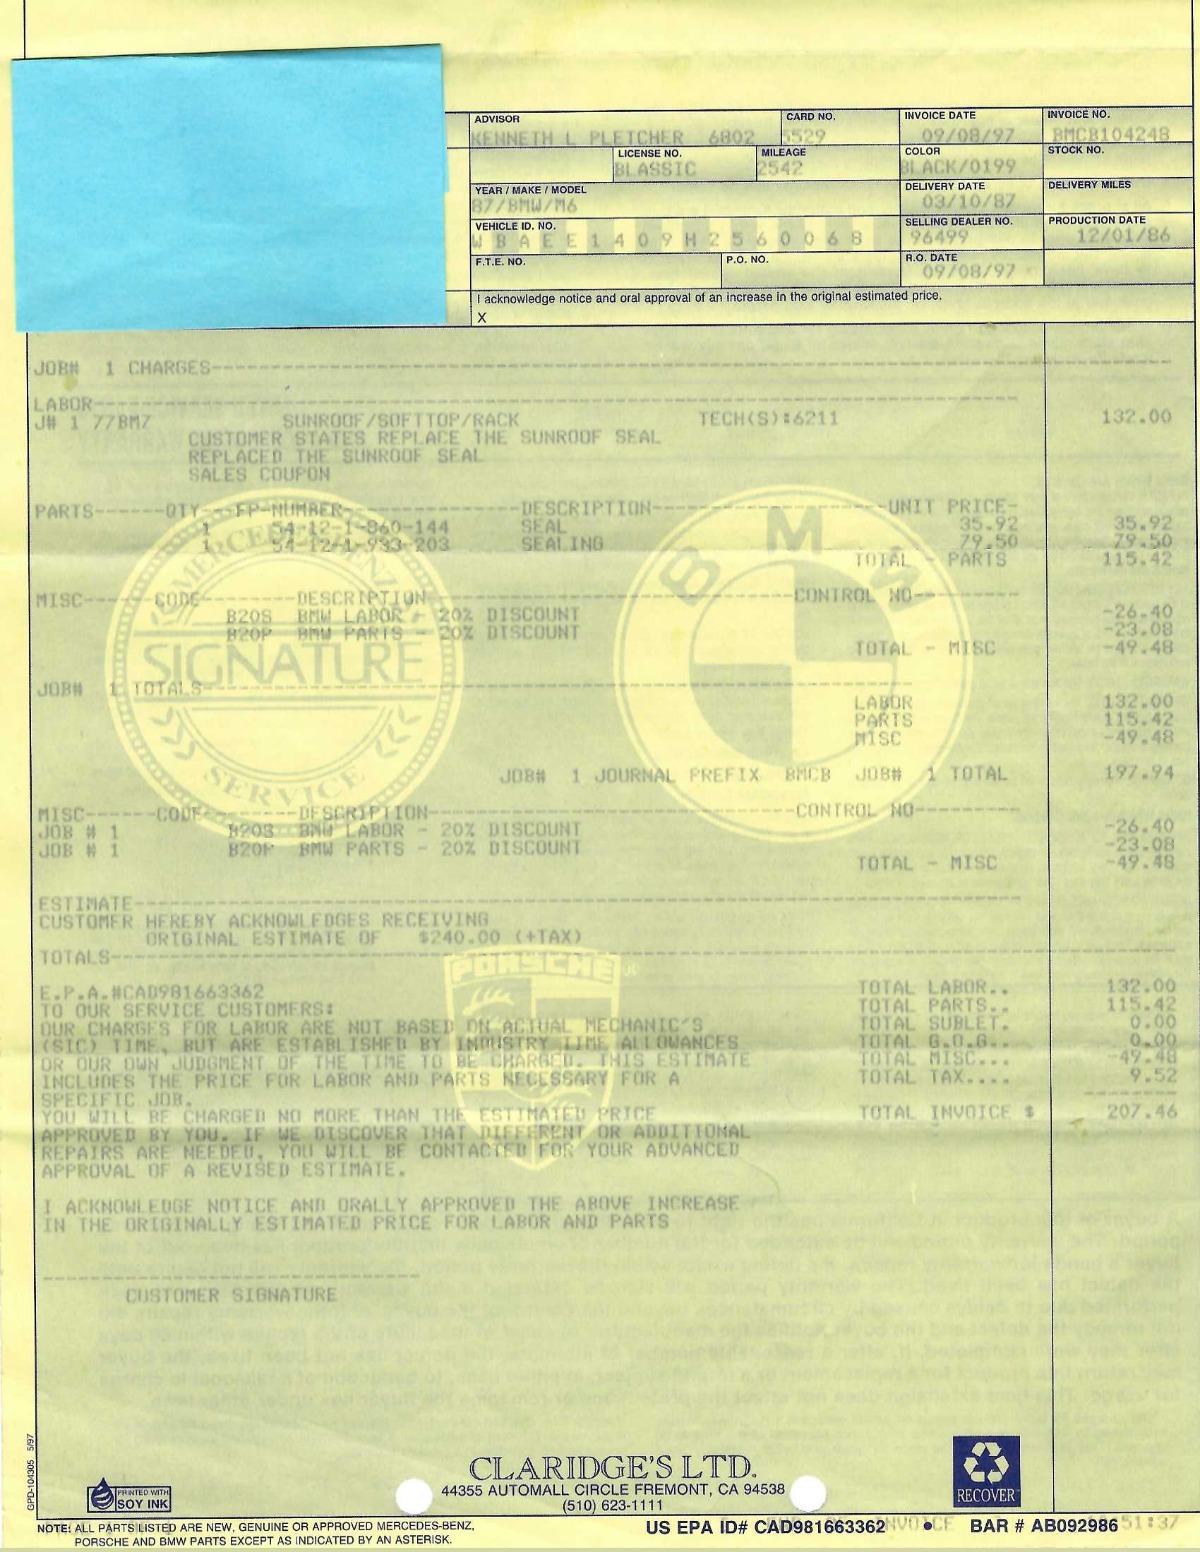 ADVISOR CARD NO. INVOICE DATE INVOICE NO.
KENNETH L PLETCHER 6802 5529 09/08/97 BMCB104248
LICENSE NO. MILEAGE COLOR STOCK NO.
BLASSIC 2542 BLACK/0199
YEAR / MAKE / MODEL DELIVERY DATE DELIVERY MILES
87/BMW/M6 03/10/87
VEHICLE ID. NO. SELLING DEALER NO. PRODUCTION DATE
W B A E E 1 4 0 9 H 2 5 6 0 0 6 8 96499 12/01/86
F.T.E. NO. P.O. NO. R.O. DATE
09/08/97
I acknowledge notice and oral approval of an increase in the original estimated price.
X
JOB# 1 CHARGES
LABOR
J# 1 77BM7 SUNROOF/SOFTTOP/RACK TECH(S):6211 132.00
CUSTOMER STATES REPLACE THE SUNROOF SEAL
REPLACED THE SUNROOF SEAL
SALES COUPON
PARTS------QTY---FP-NUMBER---------------DESCRIPTION--------------------UNIT PRICE-
1 54-12-1-860-144 SEAL 35.92 35.92
1 54-12-1-933-203 SEALING 79.50 79.50
TOTAL - PARTS 115.42
MISC------CODE--------DESCRIPTION-------------------------------CONTROL NO---------
B20S BMW LABOR - 20% DISCOUNT -26.40
B20P BMW PARTS - 20% DISCOUNT -23.08
TOTAL - MISC -49.48
JOB# 1 TOTALS
LABOR 132.00
PARTS 115.42
MISC -49.48
JOB# 1 JOURNAL PREFIX BMCB JOB# 1 TOTAL 197.94
MISC------CODE--------DESCRIPTION-------------------------------CONTROL NO---------
JOB # 1 B20S BMW LABOR - 20% DISCOUNT -26.40
JOB # 1 B20P BMW PARTS - 20% DISCOUNT -23.08
TOTAL - MISC -49.48
ESTIMATE
CUSTOMER HEREBY ACKNOWLEDGES RECEIVING
ORIGINAL ESTIMATE OF $240.00 (+TAX)
TOTALS
E.P.A.#CAD981663362 TOTAL LABOR.. 132.00
TO OUR SERVICE CUSTOMERS: TOTAL PARTS.. 115.42
OUR CHARGES FOR LABOR ARE NOT BASED ON ACTUAL MECHANIC'S TOTAL SUBLET. 0.00
(SIC) TIME, BUT ARE ESTABLISHED BY INDUSTRY TIME ALLOWANCES TOTAL G.O.G.. 0.00
OR OUR OWN JUDGMENT OF THE TIME TO BE CHARGED. THIS ESTIMATE TOTAL MISC... -49.48
INCLUDES THE PRICE FOR LABOR AND PARTS NECESSARY FOR A TOTAL TAX.... 9.52
SPECIFIC JOB.
YOU WILL BE CHARGED NO MORE THAN THE ESTIMATED PRICE TOTAL INVOICE $ 207.46
APPROVED BY YOU. IF WE DISCOVER THAT DIFFERENT OR ADDITIONAL
REPAIRS ARE NEEDED, YOU WILL BE CONTACTED FOR YOUR ADVANCED
APPROVAL OF A REVISED ESTIMATE.
I ACKNOWLEDGE NOTICE AND ORALLY APPROVED THE ABOVE INCREASE
IN THE ORIGINALLY ESTIMATED PRICE FOR LABOR AND PARTS
CUSTOMER SIGNATURE
SIGNATURE
SERVICE
BMW
PORSCHE
GPD-104305 5/97
PRINTED WITH
SOY INK
CLARIDGE'S LTD.
44355 AUTOMALL CIRCLE FREMONT, CA 94538
(510) 623-1111
RECOVER
NOTE: ALL PARTS LISTED ARE NEW, GENUINE OR APPROVED MERCEDES-BENZ,
PORSCHE AND BMW PARTS EXCEPT AS INDICATED BY AN ASTERISK.
US EPA ID# CAD981663362 • BAR # AB092986
INVOICE 51:37